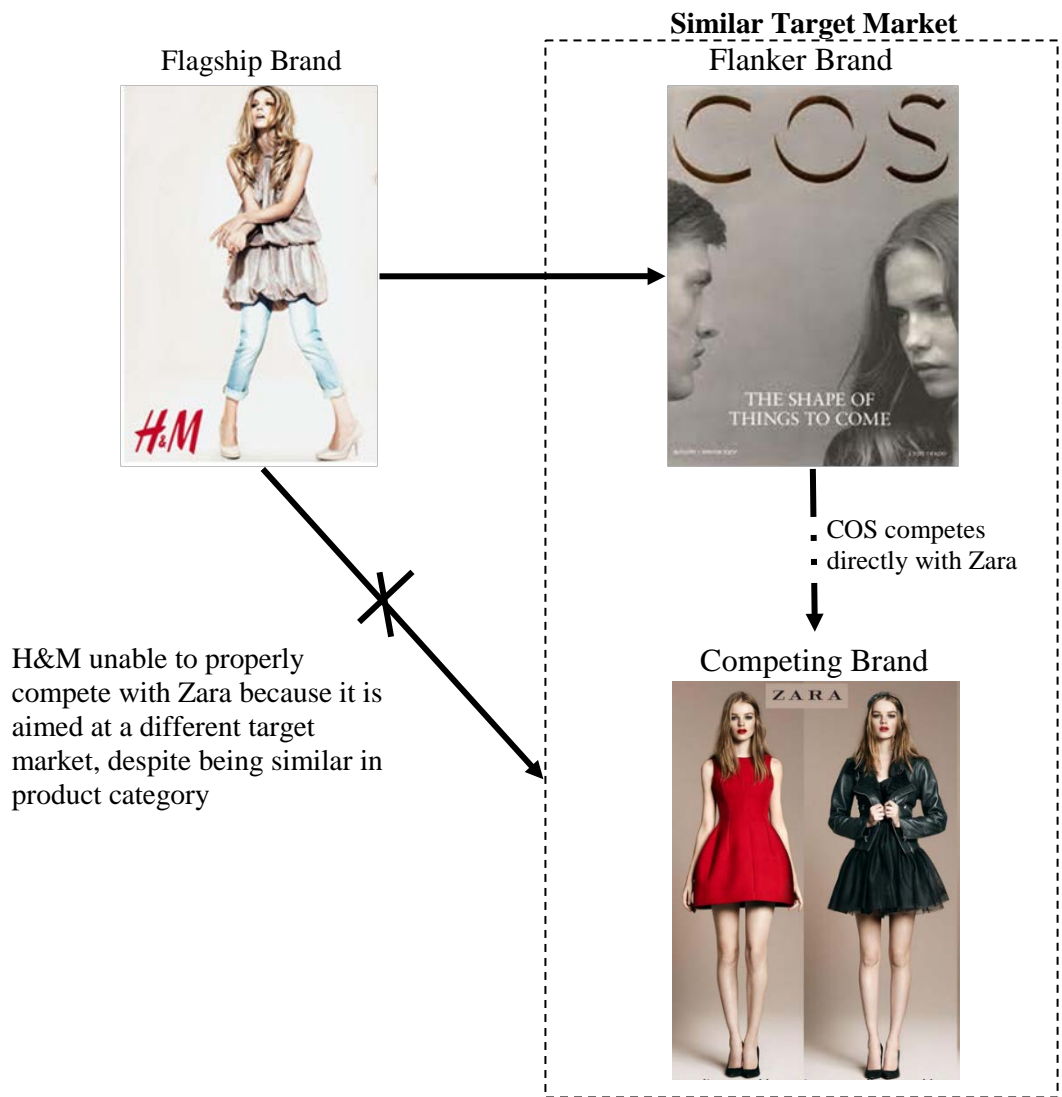 Similar Target Market
Flagship Brand
Flanker Brand
COS
THE SHAPE OF
THINGS TO COME
H&M
COS competes
directly with Zara
H&M unable to properly
compete with Zara because it is
aimed at a different target
market, despite being similar in
product category
Competing Brand
ZARA